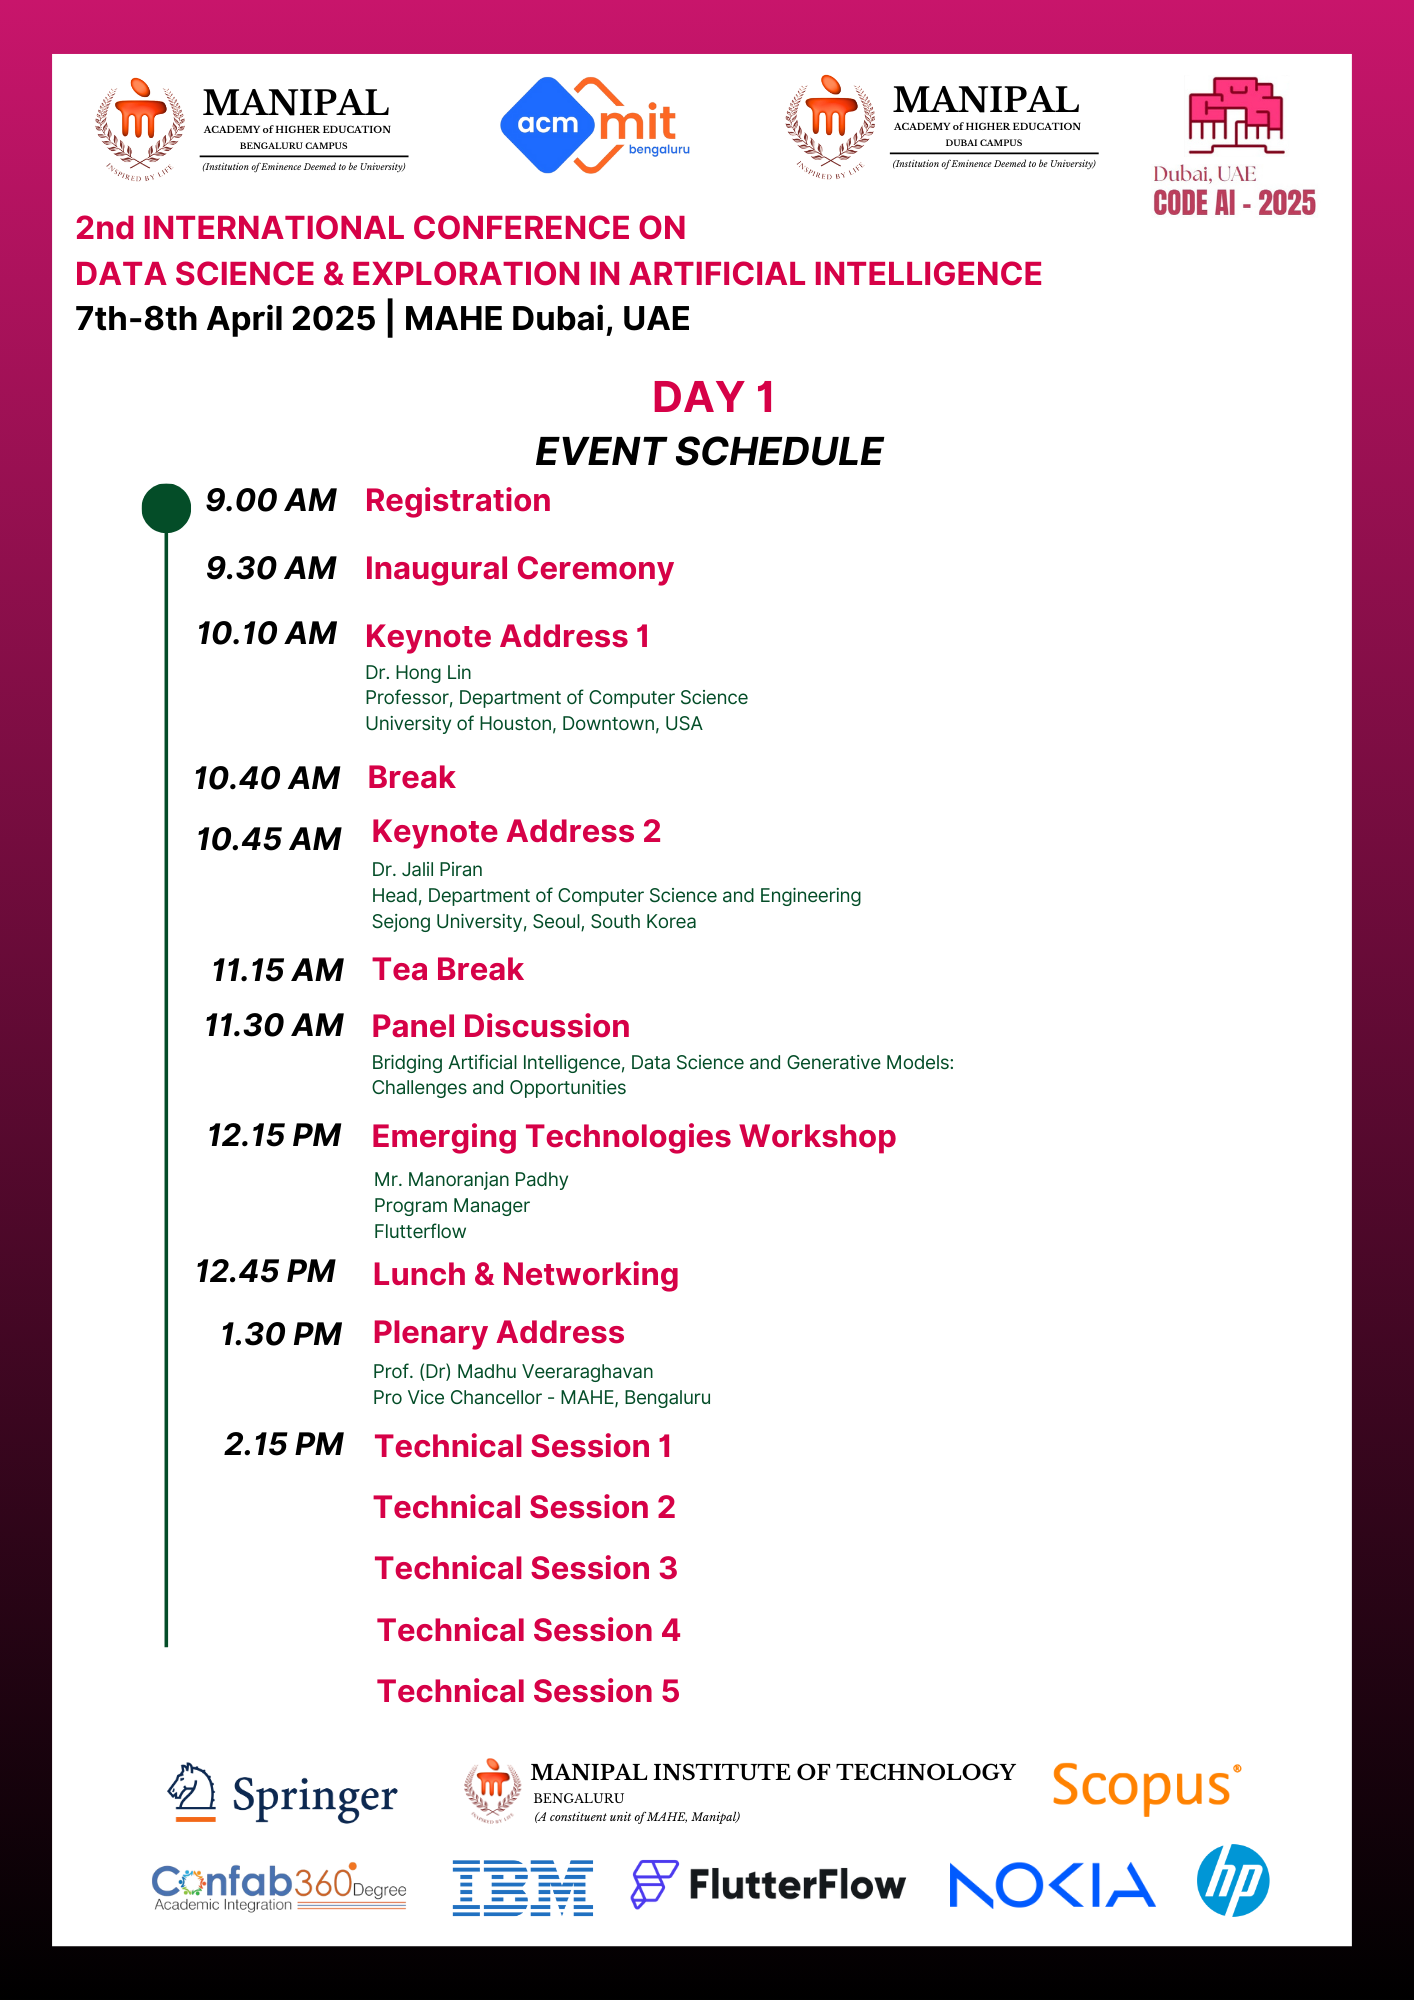 MANIPAL
ACADEMY of HIGHER EDUCATION
BENGALURU CAMPUS
(Institution of Eminence Deemed to be University)
INSPIRED BY LIFE
acm mit
bengaluru
MANIPAL
ACADEMY of HIGHER EDUCATION
DUBAI CAMPUS
(Institution of Eminence Deemed to be University)
INSPIRED BY LIFE
Dubai, UAE
CODE AI - 2025
2nd INTERNATIONAL CONFERENCE ON
DATA SCIENCE & EXPLORATION IN ARTIFICIAL INTELLIGENCE
7th-8th April 2025 | MAHE Dubai, UAE
DAY 1
EVENT SCHEDULE
9.00 AM Registration
9.30 AM Inaugural Ceremony
10.10 AM Keynote Address 1
Dr. Hong Lin
Professor, Department of Computer Science
University of Houston, Downtown, USA
10.40 AM Break
10.45 AM Keynote Address 2
Dr. Jalil Piran
Head, Department of Computer Science and Engineering
Sejong University, Seoul, South Korea
11.15 AM Tea Break
11.30 AM Panel Discussion
Bridging Artificial Intelligence, Data Science and Generative Models:
Challenges and Opportunities
12.15 PM Emerging Technologies Workshop
Mr. Manoranjan Padhy
Program Manager
Flutterflow
12.45 PM Lunch & Networking
1.30 PM Plenary Address
Prof. (Dr) Madhu Veeraraghavan
Pro Vice Chancellor - MAHE, Bengaluru
2.15 PM Technical Session 1
Technical Session 2
Technical Session 3
Technical Session 4
Technical Session 5
Springer
MANIPAL INSTITUTE OF TECHNOLOGY
BENGALURU
(A constituent unit of MAHE, Manipal)
INSPIRED BY LIFE
Scopus®
Confab360Degree
Academic Integration
IBM
FlutterFlow
NOKIA
hp